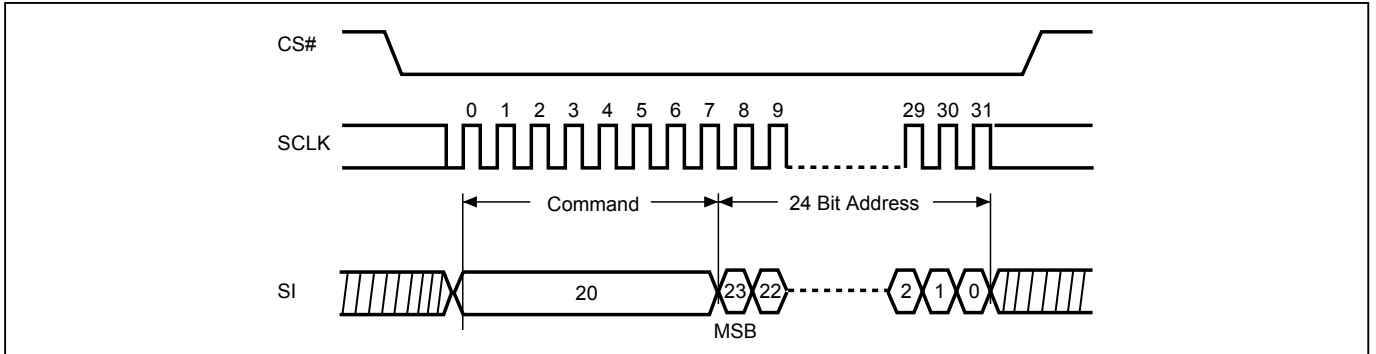 CS#
0 1 2 3 4 5 6 7 8 9 29 30 31
SCLK
Command 24 Bit Address
SI 20 23 22 2 1 0
MSB